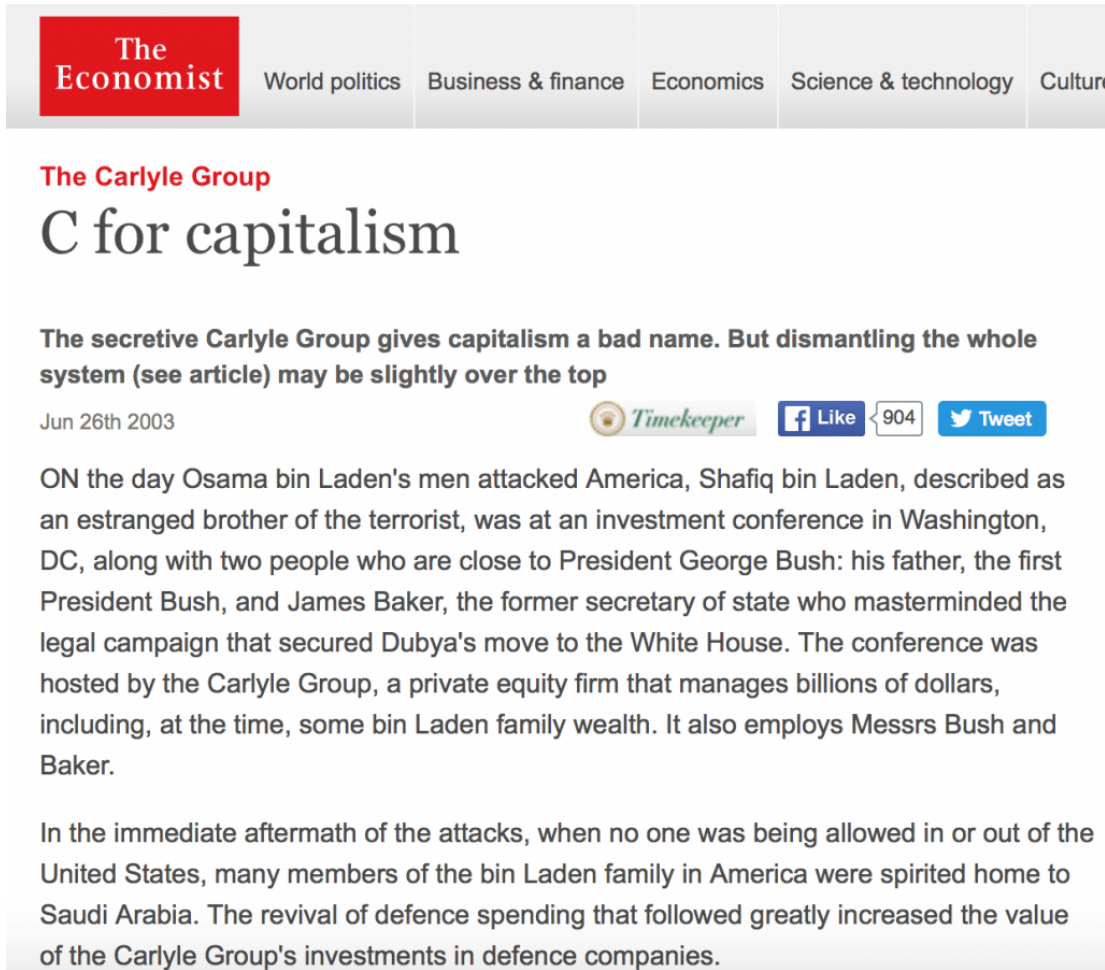 The
Economist
World politics
Business & finance
Economics
Science & technology
Culture
The Carlyle Group
C for capitalism
The secretive Carlyle Group gives capitalism a bad name. But dismantling the whole
system (see article) may be slightly over the top
Jun 26th 2003
Timekeeper
Like
904
Tweet
ON the day Osama bin Laden's men attacked America, Shafiq bin Laden, described as
an estranged brother of the terrorist, was at an investment conference in Washington,
DC, along with two people who are close to President George Bush: his father, the first
President Bush, and James Baker, the former secretary of state who masterminded the
legal campaign that secured Dubya's move to the White House. The conference was
hosted by the Carlyle Group, a private equity firm that manages billions of dollars,
including, at the time, some bin Laden family wealth. It also employs Messrs Bush and
Baker.
In the immediate aftermath of the attacks, when no one was being allowed in or out of the
United States, many members of the bin Laden family in America were spirited home to
Saudi Arabia. The revival of defence spending that followed greatly increased the value
of the Carlyle Group's investments in defence companies.